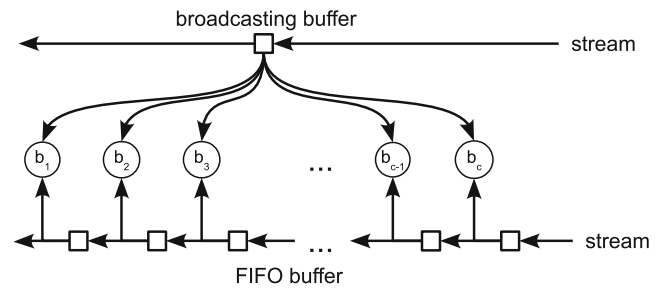 broadcasting buffer
stream
b1 b2 b3 ... bc-1 bc
... stream
FIFO buffer